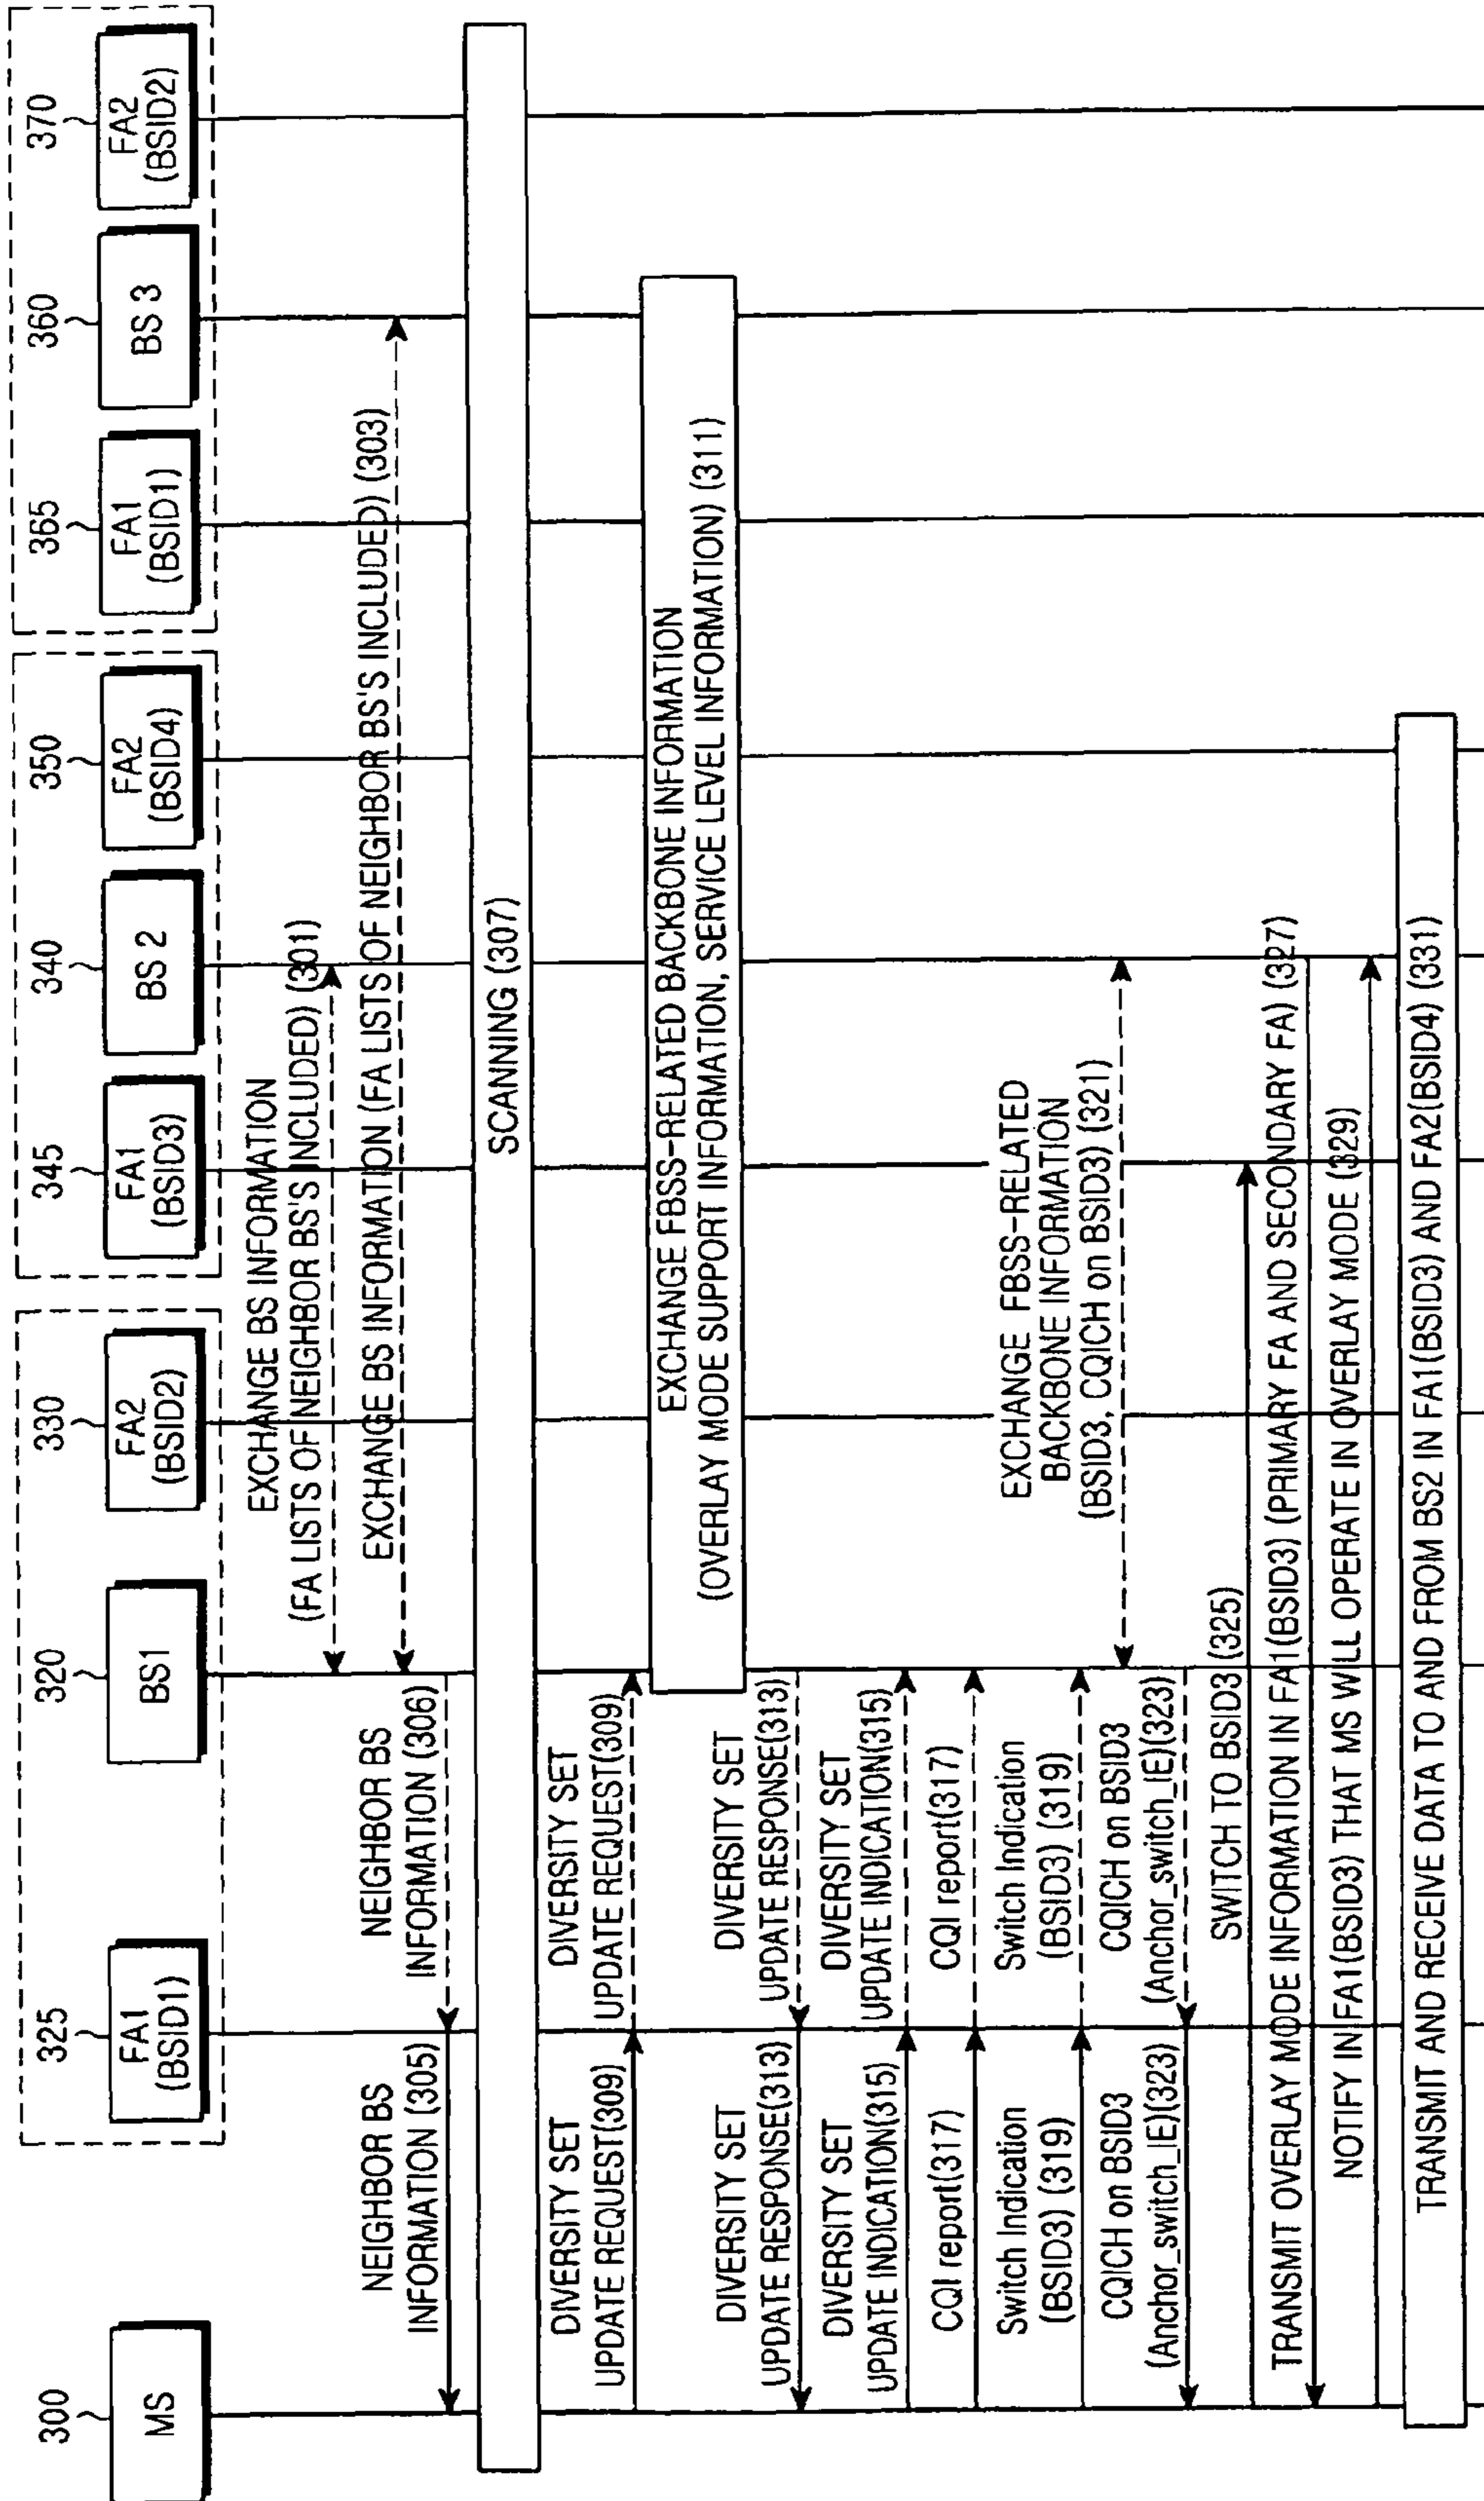 300
MS
325
FA1
(BSID1)
320
BS1
330
FA2
(BSID2)
345
FA1
(BSID3)
340
BS 2
350
FA2
(BSID4)
365
FA1
(BSID1)
360
BS 3
370
FA2
(BSID2)
EXCHANGE BS INFORMATION
(FA LISTS OF NEIGHBOR BS'S INCLUDED) (301)
EXCHANGE BS INFORMATION (FA LISTS OF NEIGHBOR BS'S INCLUDED) (303)
NEIGHBOR BS
INFORMATION (305)
NEIGHBOR BS
INFORMATION (306)
SCANNING (307)
DIVERSITY SET
UPDATE REQUEST(309)
DIVERSITY SET
UPDATE REQUEST(309)
EXCHANGE FBSS-RELATED BACKBONE INFORMATION
(OVERLAY MODE SUPPORT INFORMATION, SERVICE LEVEL INFORMATION) (311)
DIVERSITY SET
UPDATE RESPONSE(313)
DIVERSITY SET
UPDATE RESPONSE(313)
DIVERSITY SET
UPDATE INDICATION(315)
DIVERSITY SET
UPDATE INDICATION(315)
CQI report(317)
CQI report(317)
Switch Indication
(BSID3) (319)
Switch Indication
(BSID3) (319)
EXCHANGE FBSS-RELATED
BACKBONE INFORMATION
(BSID3, CQICH on BSID3) (321)
CQICH on BSID3
(Anchor_switch_IE)(323)
CQICH on BSID3
(Anchor_switch_IE)(323)
SWITCH TO BSID3 (325)
TRANSMIT OVERLAY MODE INFORMATION IN FA1(BSID3) (PRIMARY FA AND SECONDARY FA) (327)
NOTIFY IN FA1(BSID3) THAT MS WILL OPERATE IN OVERLAY MODE (329)
TRANSMIT AND RECEIVE DATA TO AND FROM BS2 IN FA1(BSID3) AND FA2(BSID4) (331)